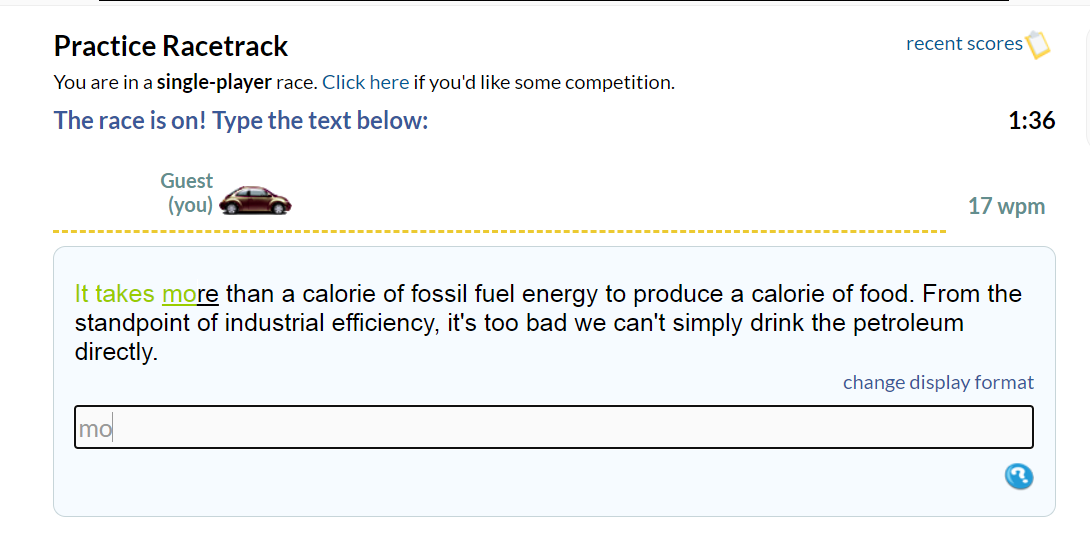 Practice Racetrack
recent scores
You are in a single-player race. Click here if you'd like some competition.
The race is on! Type the text below:
1:36
Guest
(you)
17 wpm
It takes more than a calorie of fossil fuel energy to produce a calorie of food. From the
standpoint of industrial efficiency, it's too bad we can't simply drink the petroleum
directly.
change display format
mo
?